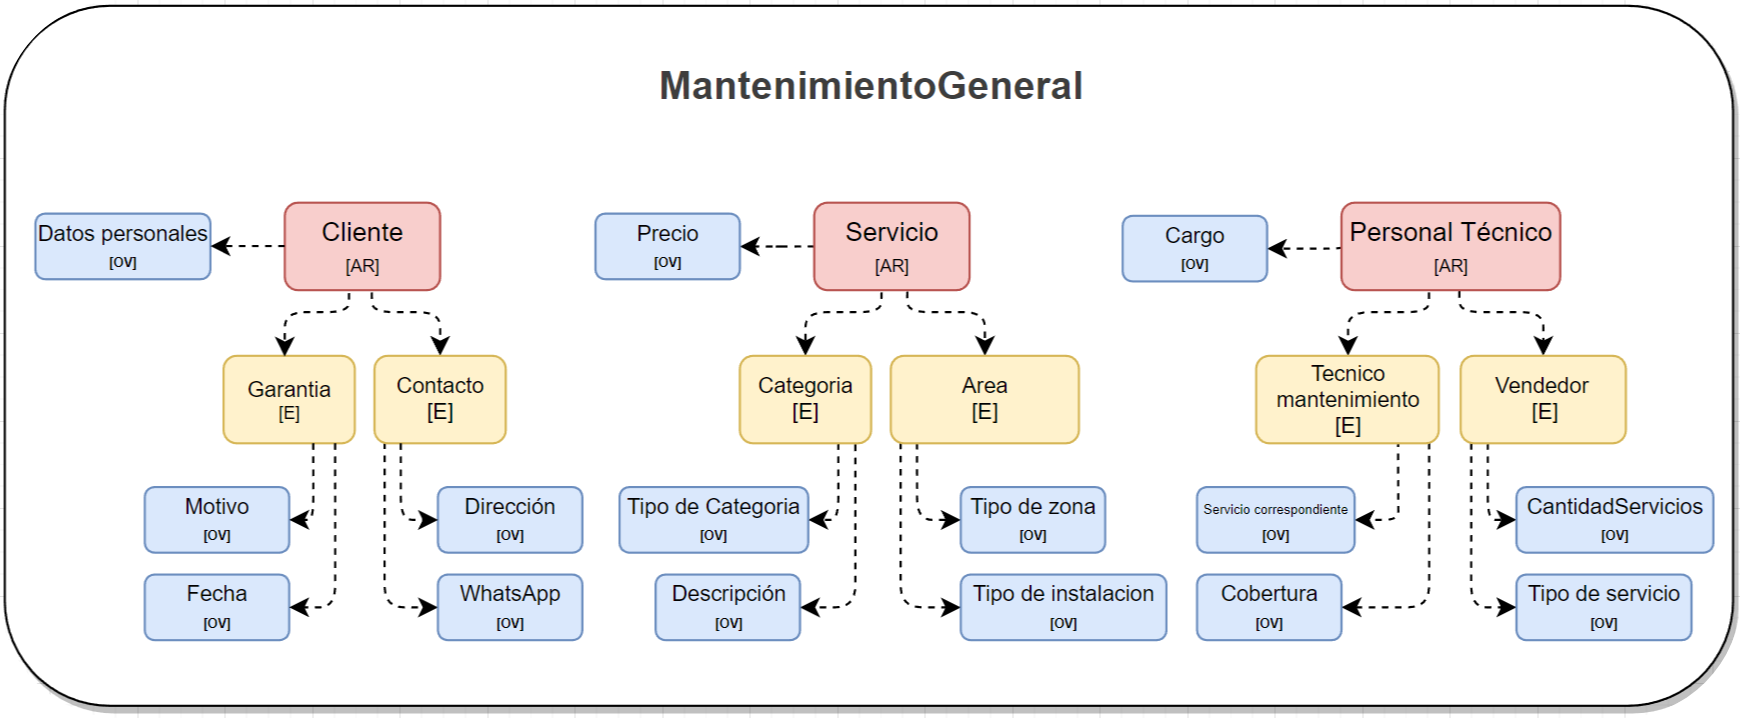 MantenimientoGeneral
Datos personales
[OV]
Cliente
[AR]
Precio
[OV]
Servicio
[AR]
Cargo
[OV]
Personal Técnico
[AR]
Garantia
[E]
Contacto
[E]
Categoria
[E]
Area
[E]
Tecnico
mantenimiento
[E]
Vendedor
[E]
Motivo
[OV]
Dirección
[OV]
Tipo de Categoria
[OV]
Tipo de zona
[OV]
Servicio correspondiente
[OV]
CantidadServicios
[OV]
Fecha
[OV]
WhatsApp
[OV]
Descripción
[OV]
Tipo de instalacion
[OV]
Cobertura
[OV]
Tipo de servicio
[OV]